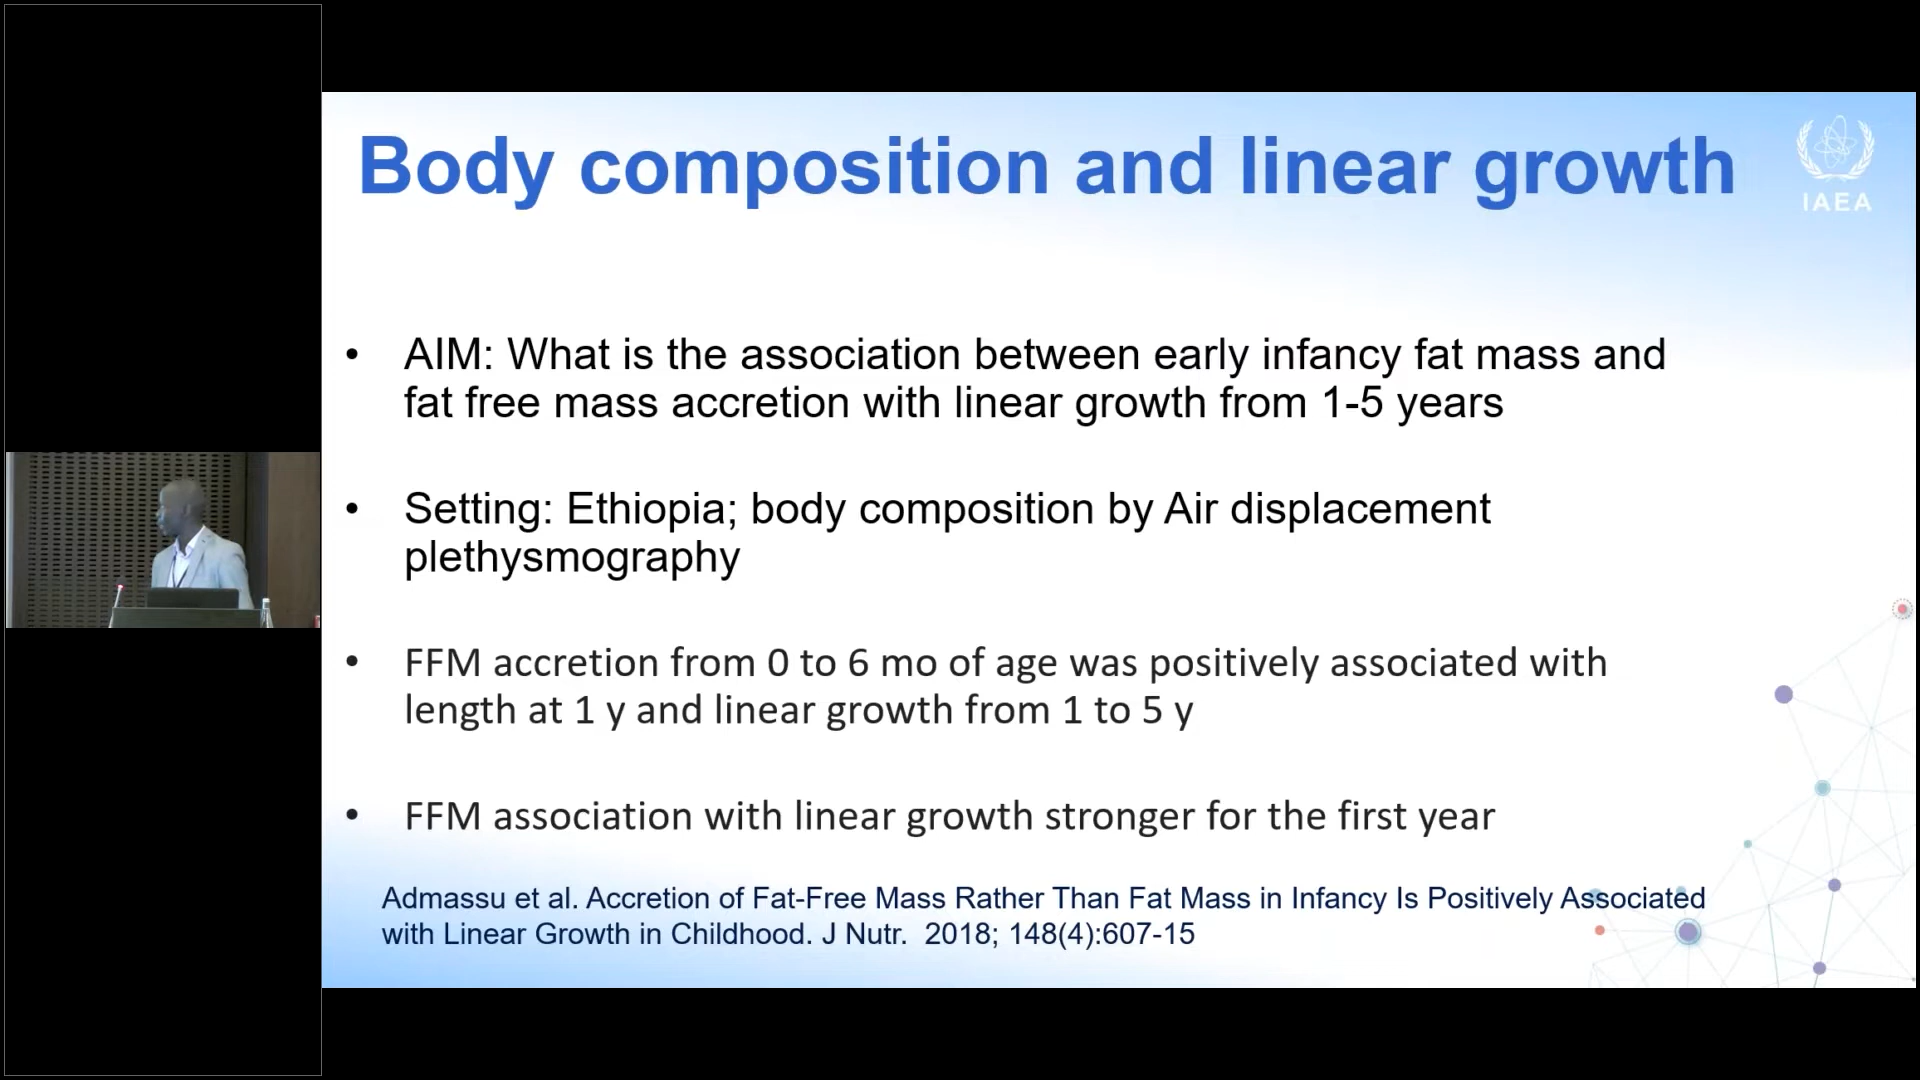 Body composition and linear growth
IAEA
• AIM: What is the association between early infancy fat mass and
fat free mass accretion with linear growth from 1-5 years
• Setting: Ethiopia; body composition by Air displacement
plethysmography
• FFM accretion from 0 to 6 mo of age was positively associated with
length at 1 y and linear growth from 1 to 5 y
• FFM association with linear growth stronger for the first year
Admassu et al. Accretion of Fat-Free Mass Rather Than Fat Mass in Infancy Is Positively Associated
with Linear Growth in Childhood. J Nutr. 2018; 148(4):607-15